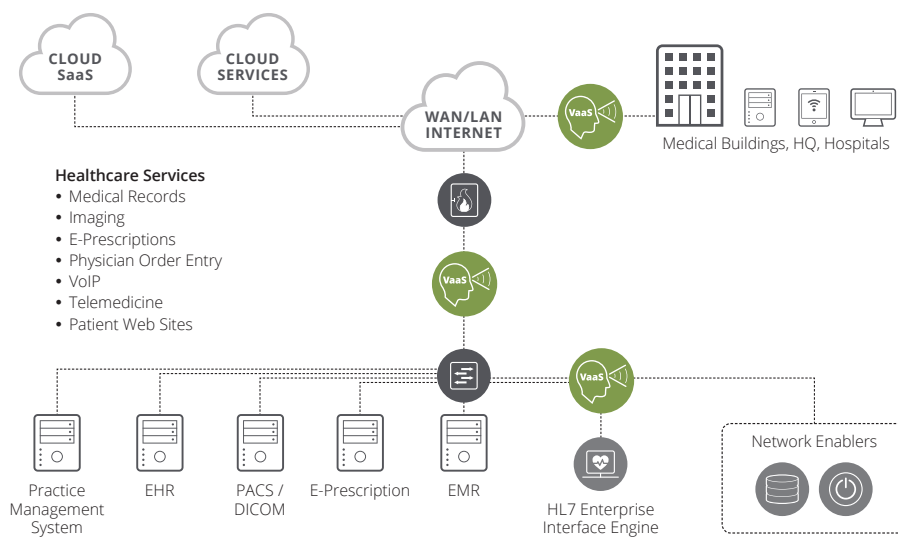 CLOUD
SaaS
CLOUD
SERVICES
WAN/LAN
INTERNET
VaaS
Medical Buildings, HQ, Hospitals
Healthcare Services
• Medical Records
• Imaging
• E-Prescriptions
• Physician Order Entry
• VoIP
• Telemedicine
• Patient Web Sites
VaaS
VaaS
Practice
Management
System
EHR
PACS /
DICOM
E-Prescription
EMR
HL7 Enterprise
Interface Engine
Network Enablers